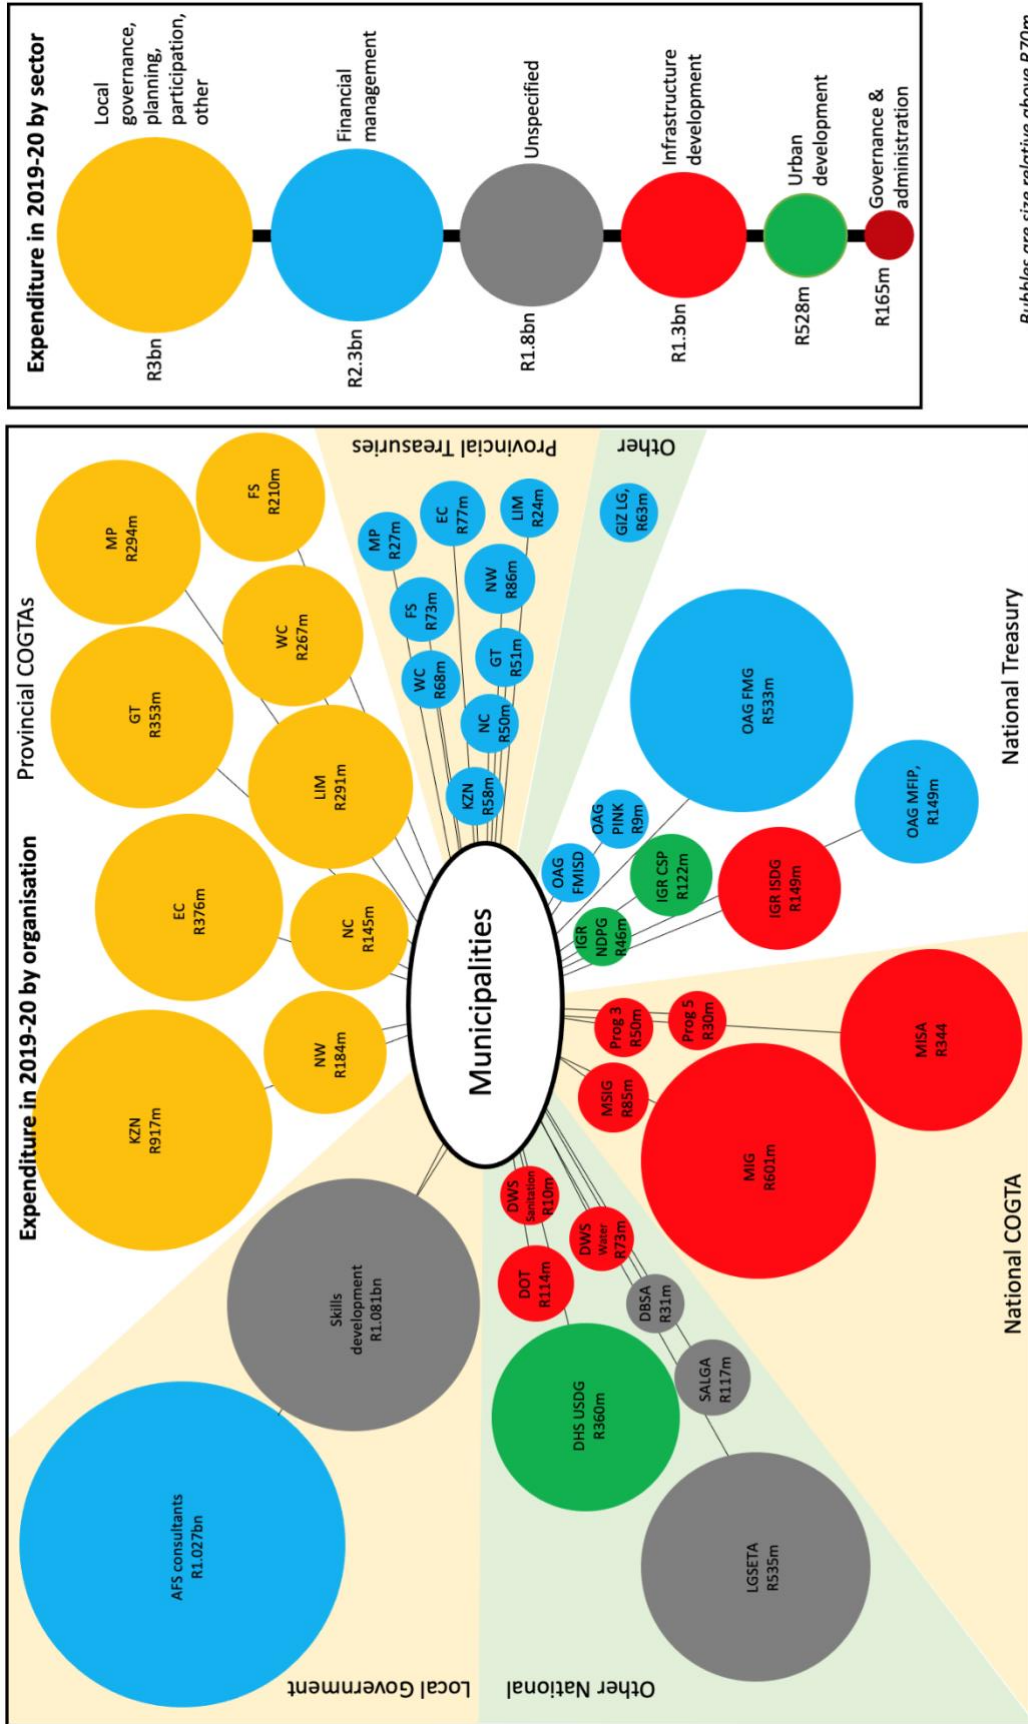 Expenditure in 2019-20 by organisation
Provincial COGTAs
KZN
R917m
EC
R376m
GT
R353m
MP
R294m
NW
R184m
NC
R145m
LIM
R291m
WC
R267m
FS
R210m
Provincial Treasuries
MP
R27m
FS
R73m
EC
R77m
WC
R68m
NW
R86m
LIM
R24m
GT
R51m
NC
R50m
KZN
R58m
Other
GIZ LG,
R63m
Municipalities
Local Government
AFS consultants
R1.027bn
Skills
development
R1.081bn
Other National
DWS
Sanitation
R10m
DOT
R114m
DWS
Water
R73m
DHS USDG
R360m
DBSA
R31m
SALGA
R117m
LGSETA
R535m
National COGTA
MSIG
R85m
Prog 3
R50m
Prog 5
R30m
MIG
R601m
MISA
R344
National Treasury
OAG
FMISD
OAG
PINK
R9m
IGR
NDPG
R46m
IGR CSP
R122m
OAG FMG
R533m
IGR ISDG
R149m
OAG MFIP,
R149m
Expenditure in 2019-20 by sector
R3bn
Local
governance,
planning,
participation,
other
R2.3bn
Financial
management
R1.8bn
Unspecified
R1.3bn
Infrastructure
development
R528m
Urban
development
R165m
Governance &
administration
Bubbles are size relative above R70m